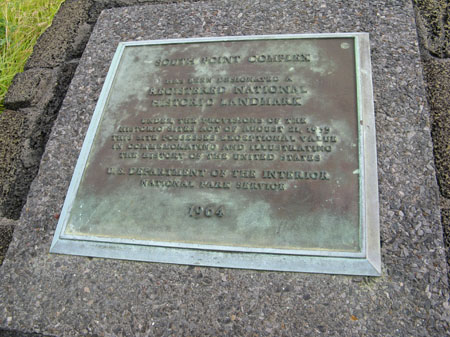 SOUTH POINT COMPLEX
HAS BEEN DESIGNATED A
REGISTERED NATIONAL
HISTORIC LANDMARK
UNDER THE PROVISIONS OF THE
HISTORIC SITES ACT OF AUGUST 21, 1935
THIS SITE POSSESSES EXCEPTIONAL VALUE
IN COMMEMORATING AND ILLUSTRATING
THE HISTORY OF THE UNITED STATES
U.S. DEPARTMENT OF THE INTERIOR
NATIONAL PARK SERVICE
1964